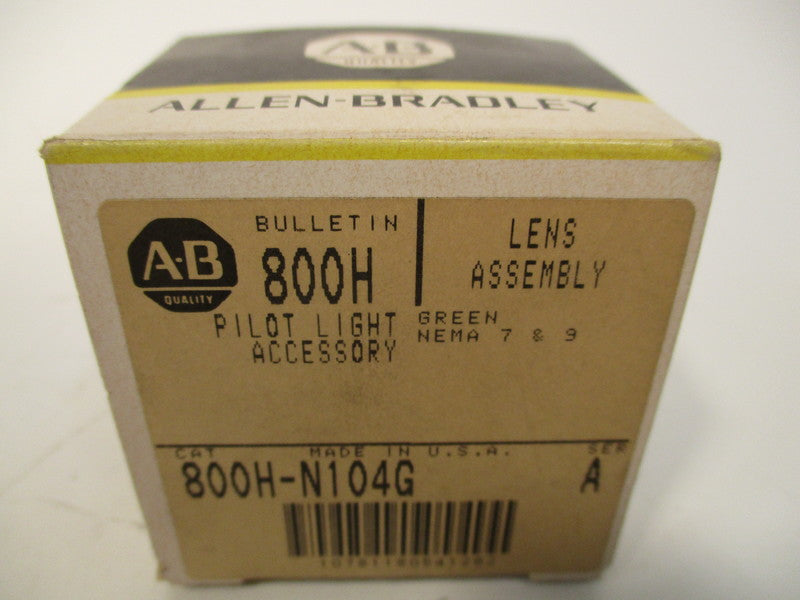 A-B
QUALITY
ALLEN-BRADLEY
A-B
QUALITY
BULLETIN
800H
PILOT LIGHT
ACCESSORY
LENS
ASSEMBLY
GREEN
NEMA 7 & 9
CAT MADE IN U.S.A. SER
800H-N104G A